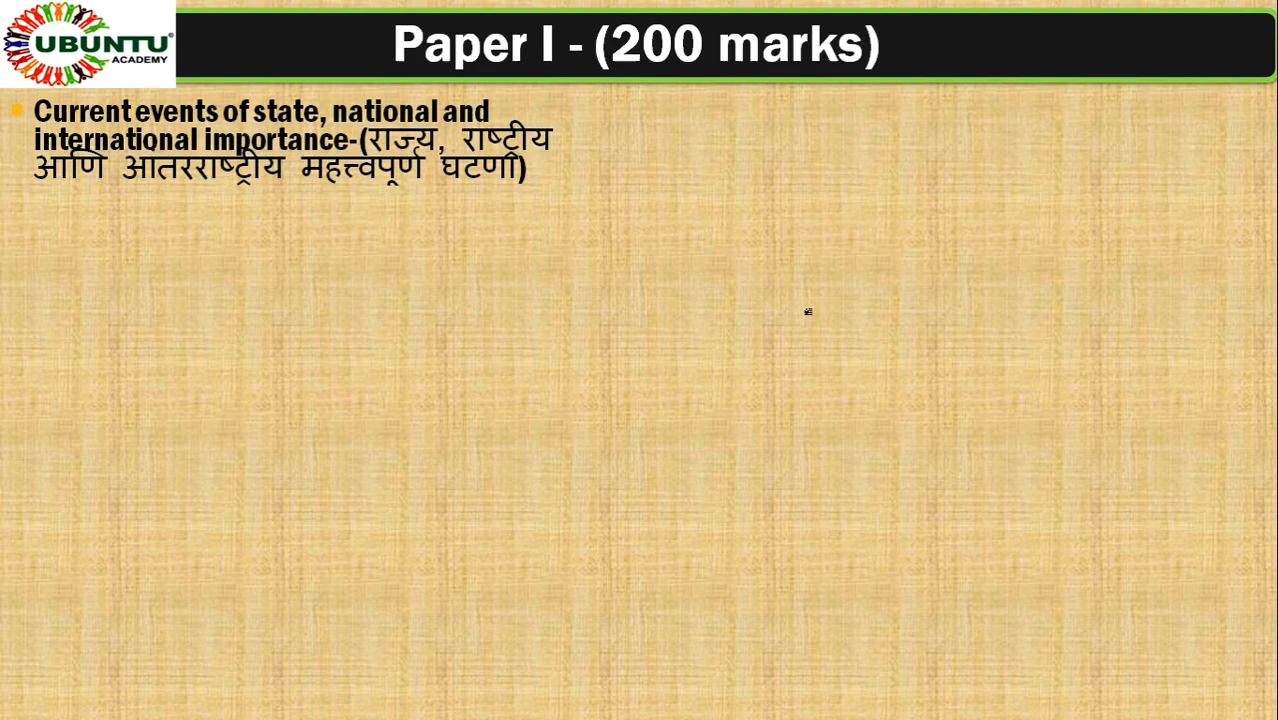 UBUNTU
ACADEMY
Paper I - (200 marks)
Current events of state, national and
international importance-(राज्य, राष्ट्रीय
आणि आंतरराष्ट्रीय महत्त्वपूर्ण घटणा)